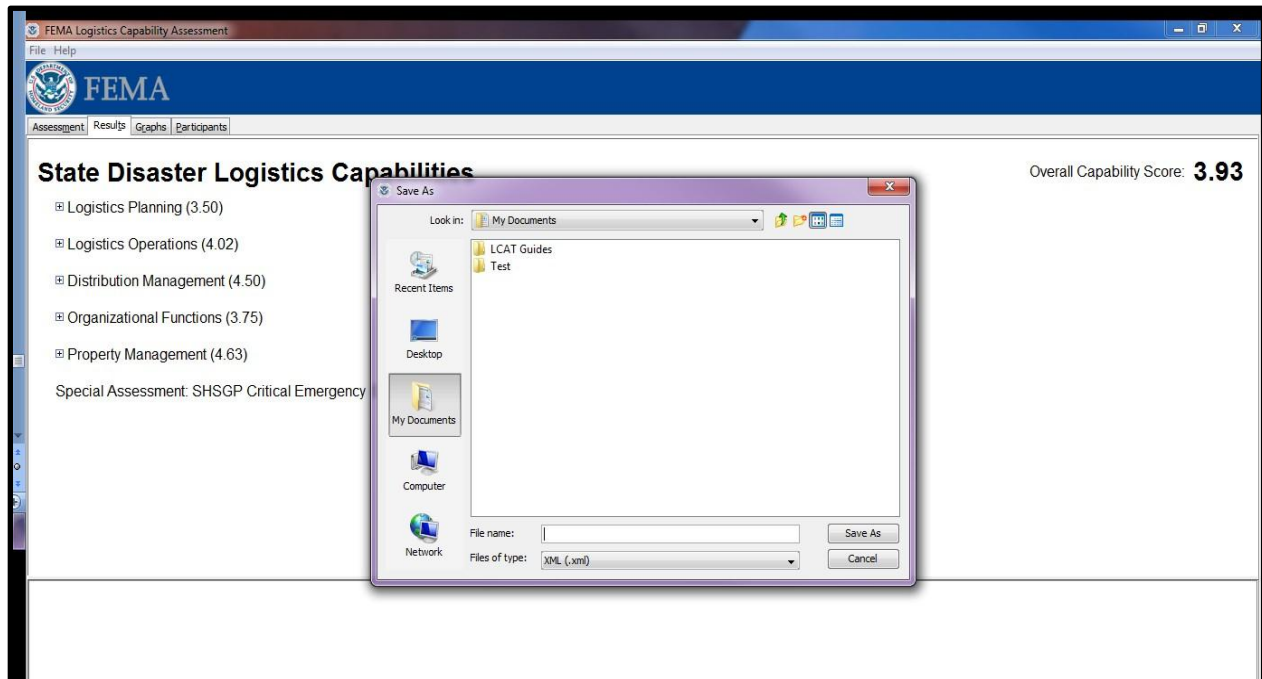 FEMA Logistics Capability Assessment
File Help
FEMA
Assessment Results Graphs Participants
State Disaster Logistics Capabilities
Overall Capability Score: 3.93
Logistics Planning (3.50)
Logistics Operations (4.02)
Distribution Management (4.50)
Organizational Functions (3.75)
Property Management (4.63)
Special Assessment: SHSGP Critical Emergency
Save As
Look in: My Documents
LCAT Guides
Test
Recent Items
Desktop
My Documents
Computer
Network
File name:
Save As
Files of type: XML (.xml)
Cancel